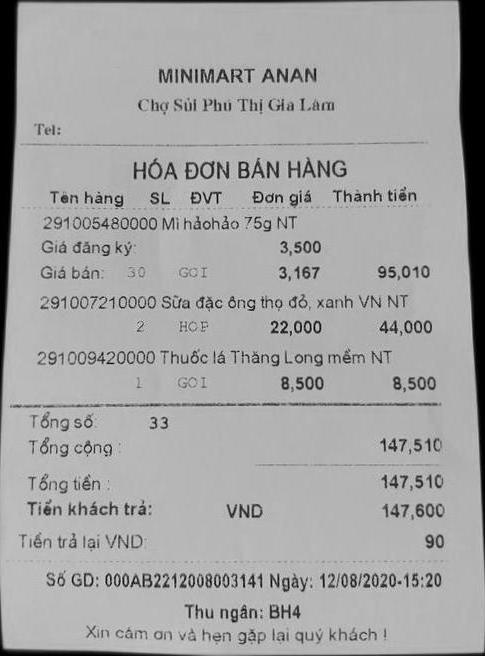 MINIMART ANAN
Chợ Sủi Phú Thị Gia Lâm
Tel:
HÓA ĐƠN BÁN HÀNG
Tên hàng SL ĐVT Đơn giá Thành tiền
291005480000 Mì hảohảo 75g NT
Giá đăng ký: 3,500
Giá bán: 30 GOI 3,167 95,010
291007210000 Sữa đặc ông thọ đỏ, xanh VN NT
2 HOP 22,000 44,000
291009420000 Thuốc lá Thăng Long mềm NT
1 GOI 8,500 8,500
Tổng số: 33
Tổng cộng : 147,510
Tổng tiền : 147,510
Tiền khách trả: VND 147,600
Tiền trả lại VND: 90
Số GD: 000AB2212008003141 Ngày: 12/08/2020-15:20
Thu ngân: BH4
Xin cám ơn và hẹn gặp lại quý khách !